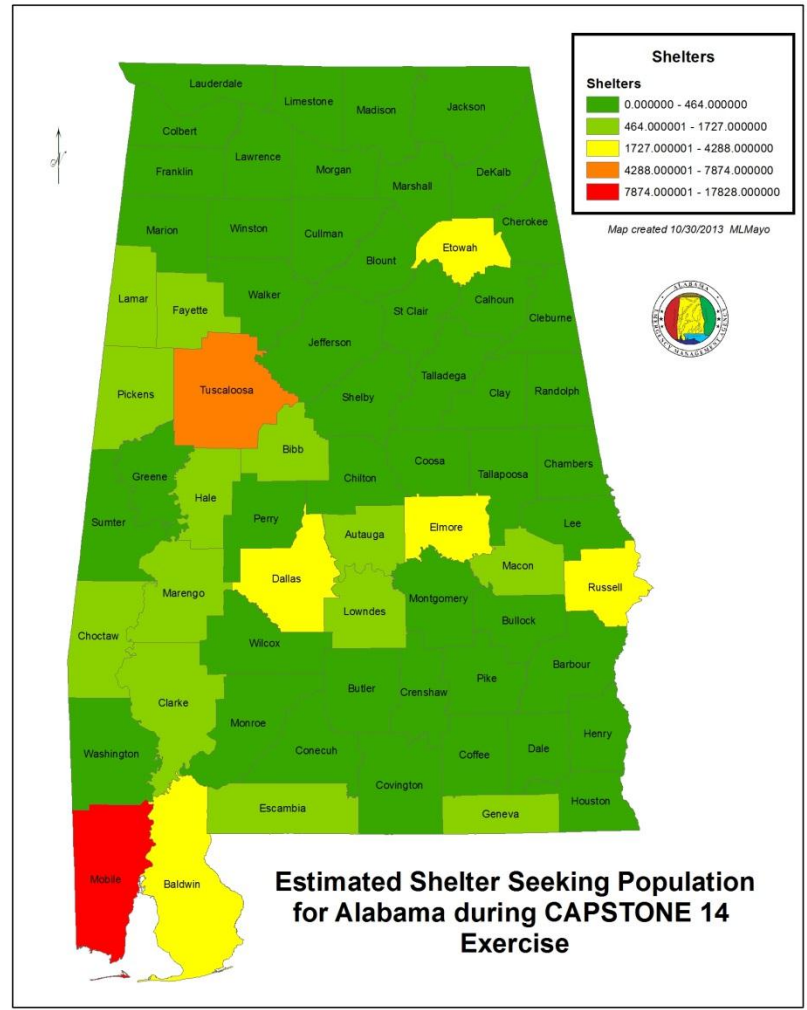 Shelters
Shelters
0.000000 - 464.000000
464.000001 - 1727.000000
1727.000001 - 4288.000000
4288.000001 - 7874.000000
7874.000001 - 17828.000000
Map created 10/30/2013 MLMayo
N
ALABAMA
EMERGENCY MANAGEMENT AGENCY
Lauderdale
Limestone
Madison
Jackson
Colbert
Lawrence
Franklin
Morgan
DeKalb
Marshall
Cherokee
Marion
Winston
Cullman
Etowah
Blount
Lamar
Fayette
Walker
Calhoun
St Clair
Cleburne
Jefferson
Talladega
Pickens
Tuscaloosa
Shelby
Clay
Randolph
Bibb
Coosa
Chambers
Greene
Chilton
Tallapoosa
Hale
Sumter
Perry
Autauga
Elmore
Lee
Macon
Dallas
Russell
Marengo
Montgomery
Lowndes
Bullock
Choctaw
Wilcox
Barbour
Pike
Butler
Crenshaw
Clarke
Monroe
Henry
Washington
Conecuh
Coffee
Dale
Covington
Houston
Escambia
Geneva
Mobile
Baldwin
Estimated Shelter Seeking Population
for Alabama during CAPSTONE 14
Exercise